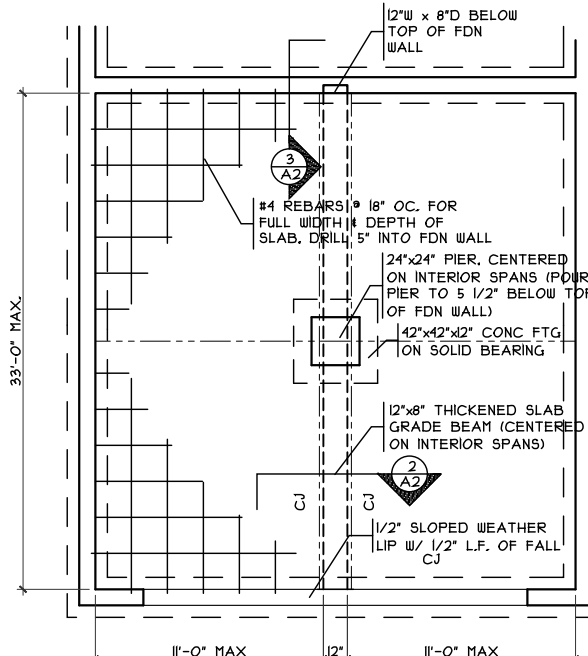 12"W x 8"D BELOW
TOP OF FDN
WALL
3
A2
#4 REBARS @ 18" OC. FOR
FULL WIDTH & DEPTH OF
SLAB. DRILL 5" INTO FDN WALL
24"x24" PIER, CENTERED
ON INTERIOR SPANS (POUR
PIER TO 5 1/2" BELOW TOP
OF FDN WALL)
42"x42"x12" CONC FTG
ON SOLID BEARING
33'-0" MAX.
12"x8" THICKENED SLAB
GRADE BEAM (CENTERED
ON INTERIOR SPANS)
2
A2
CJ
CJ
1/2" SLOPED WEATHER
LIP W/ 1/2" L.F. OF FALL
CJ
11'-0" MAX
12"
11'-0" MAX